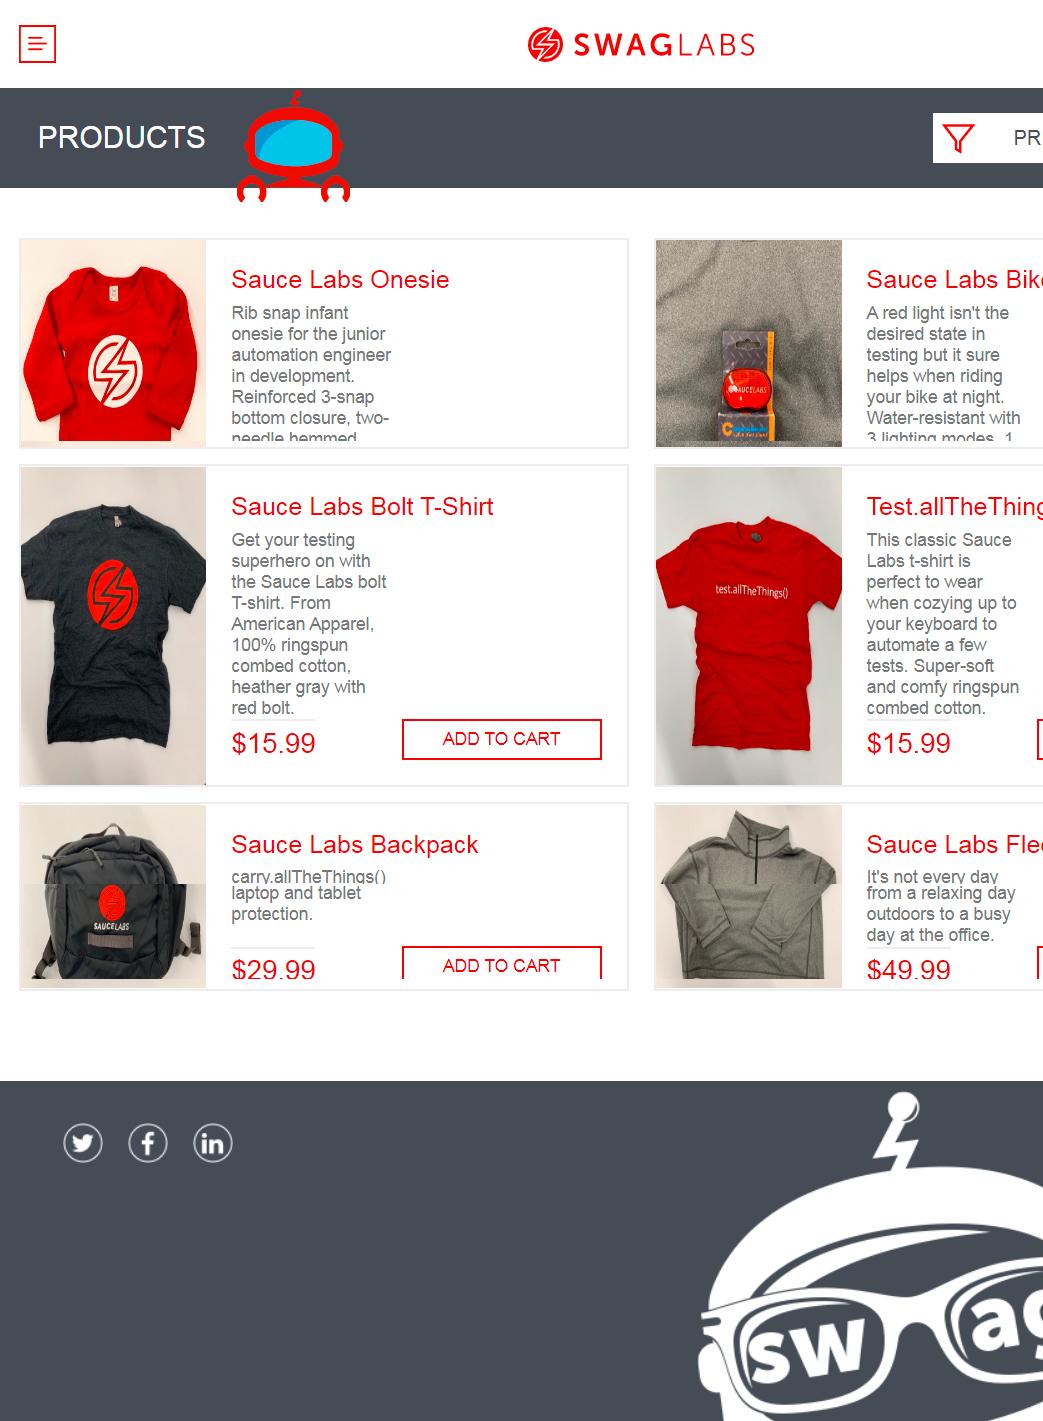 SWAGLABS
PRODUCTS
PR
Sauce Labs Onesie
Rib snap infant
onesie for the junior
automation engineer
in development.
Reinforced 3-snap
bottom closure, two-
needle hemmed
Sauce Labs Bike
A red light isn't the
desired state in
testing but it sure
helps when riding
your bike at night.
Water-resistant with
3 lighting modes, 1
SAUCELABS
Sauce Labs Bolt T-Shirt
Get your testing
superhero on with
the Sauce Labs bolt
T-shirt. From
American Apparel,
100% ringspun
combed cotton,
heather gray with
red bolt.
$15.99
ADD TO CART
test.allTheThings()
Test.allTheThing
This classic Sauce
Labs t-shirt is
perfect to wear
when cozying up to
your keyboard to
automate a few
tests. Super-soft
and comfy ringspun
combed cotton.
$15.99
SAUCELABS
Sauce Labs Backpack
carry.allTheThings()
laptop and tablet
protection.
$29.99
ADD TO CART
Sauce Labs Flee
It's not every day
from a relaxing day
outdoors to a busy
day at the office.
$49.99
sw ag